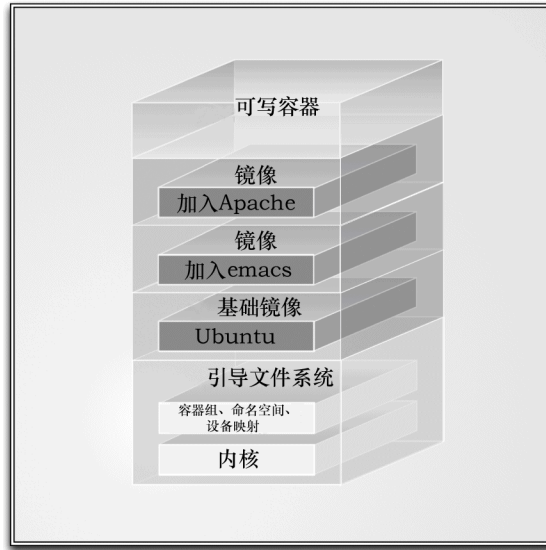 可写容器
镜像
加入Apache
镜像
加入emacs
基础镜像
Ubuntu
引导文件系统
容器组、命名空间、
设备映射
内核